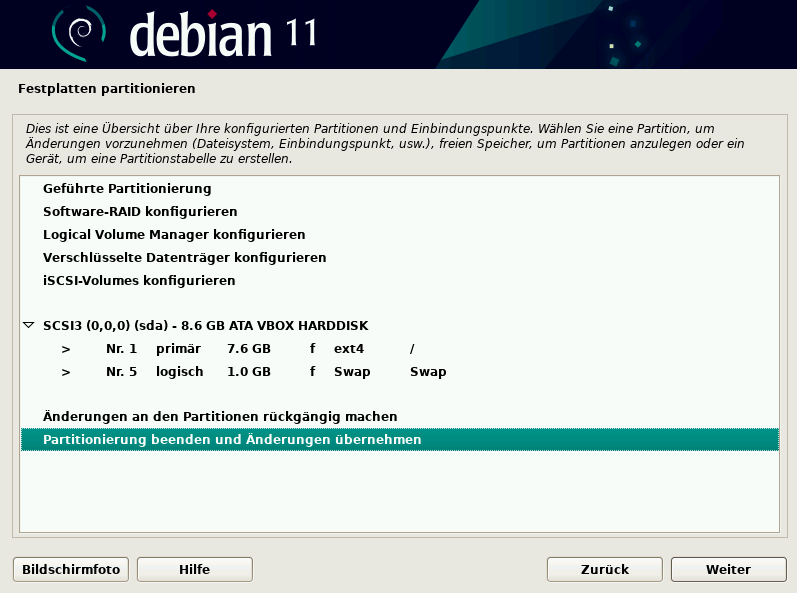 debian 11
Festplatten partitionieren
Dies ist eine Übersicht über Ihre konfigurierten Partitionen und Einbindungspunkte. Wählen Sie eine Partition, um
Änderungen vorzunehmen (Dateisystem, Einbindungspunkt, usw.), freien Speicher, um Partitionen anzulegen oder ein
Gerät, um eine Partitionstabelle zu erstellen.
Geführte Partitionierung
Software-RAID konfigurieren
Logical Volume Manager konfigurieren
Verschlüsselte Datenträger konfigurieren
iSCSI-Volumes konfigurieren
SCSI3 (0,0,0) (sda) - 8.6 GB ATA VBOX HARDDISK
> Nr. 1 primär 7.6 GB f ext4 /
> Nr. 5 logisch 1.0 GB f Swap Swap
Änderungen an den Partitionen rückgängig machen
Partitionierung beenden und Änderungen übernehmen
Bildschirmfoto Hilfe Zurück Weiter